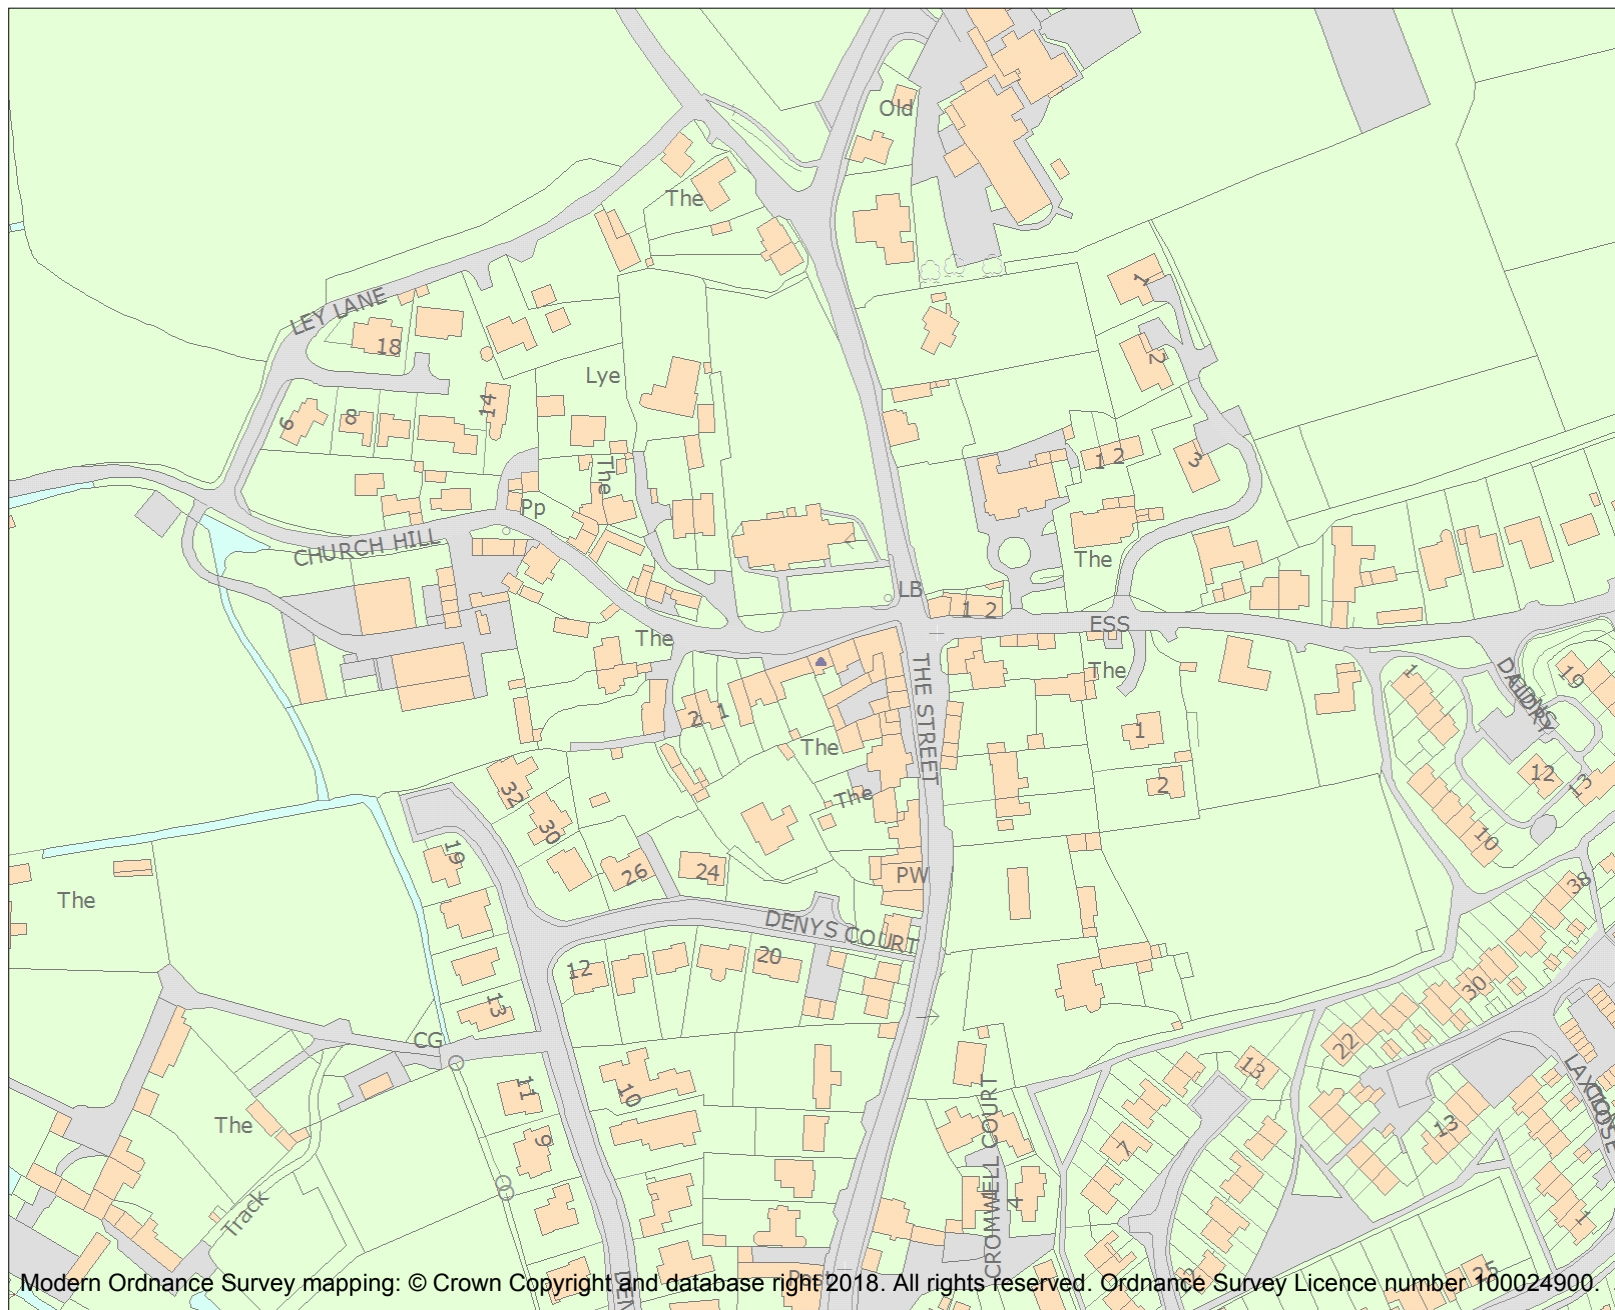 Old
The
1
LEY LANE
18
2
Lye
14
6
8
1 2
3
The
Pp
CHURCH HILL
The
LB
1 2
ESS
The
The
1
19
THE STREET
2 1
1
The
12
13
32
The
2
30
10
19
26
24
PW
38
The
DENYS COURT
12
20
30
13
CG
22
13
11
10
LAXTON
CLOSE
The
9
7
13
CROMWELL COURT
4
Track
1
25
DEN
Modern Ordnance Survey mapping: © Crown Copyright and database right 2018. All rights reserved. Ordnance Survey Licence number 100024900.